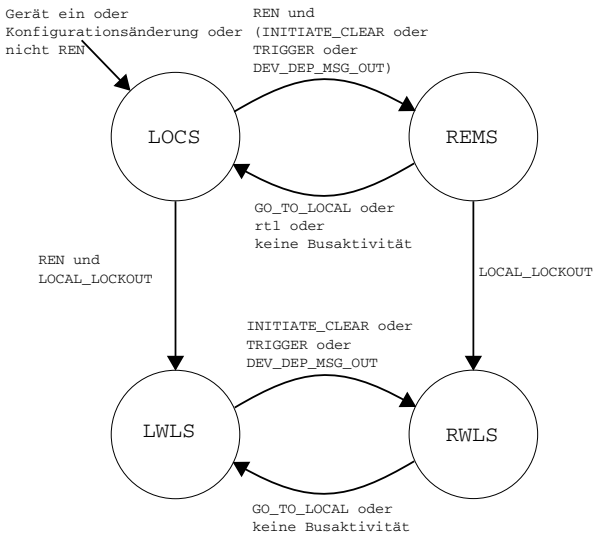 Gerät ein oder
Konfigurationsänderung oder
nicht REN
REN und
(INITIATE_CLEAR oder
TRIGGER oder
DEV_DEP_MSG_OUT)
LOCS
REMS
GO_TO_LOCAL oder
rtl oder
keine Busaktivität
REN und
LOCAL_LOCKOUT
LOCAL_LOCKOUT
INITIATE_CLEAR oder
TRIGGER oder
DEV_DEP_MSG_OUT
LWLS
RWLS
GO_TO_LOCAL oder
keine Busaktivität